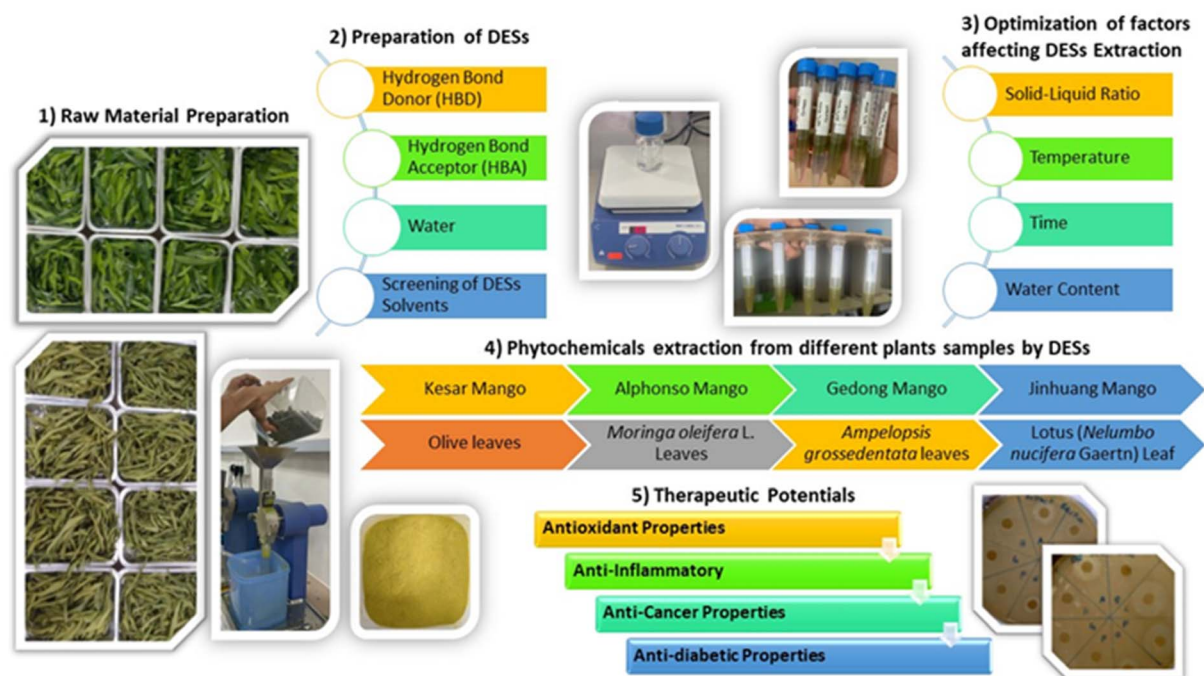 1) Raw Material Preparation
2) Preparation of DESs
Hydrogen Bond
Donor (HBD)
Hydrogen Bond
Acceptor (HBA)
Water
Screening of DESs
Solvents
3) Optimization of factors
affecting DESs Extraction
Solid-Liquid Ratio
Temperature
Time
Water Content
4) Phytochemicals extraction from different plants samples by DESs
Kesar Mango
Alphonso Mango
Gedong Mango
Jinhuang Mango
Olive leaves
Moringa oleifera L.
Leaves
Ampelopsis
grossedentata leaves
Lotus (Nelumbo
nucifera Gaertn) Leaf
5) Therapeutic Potentials
Antioxidant Properties
Anti-Inflammatory
Anti-Cancer Properties
Anti-diabetic Properties